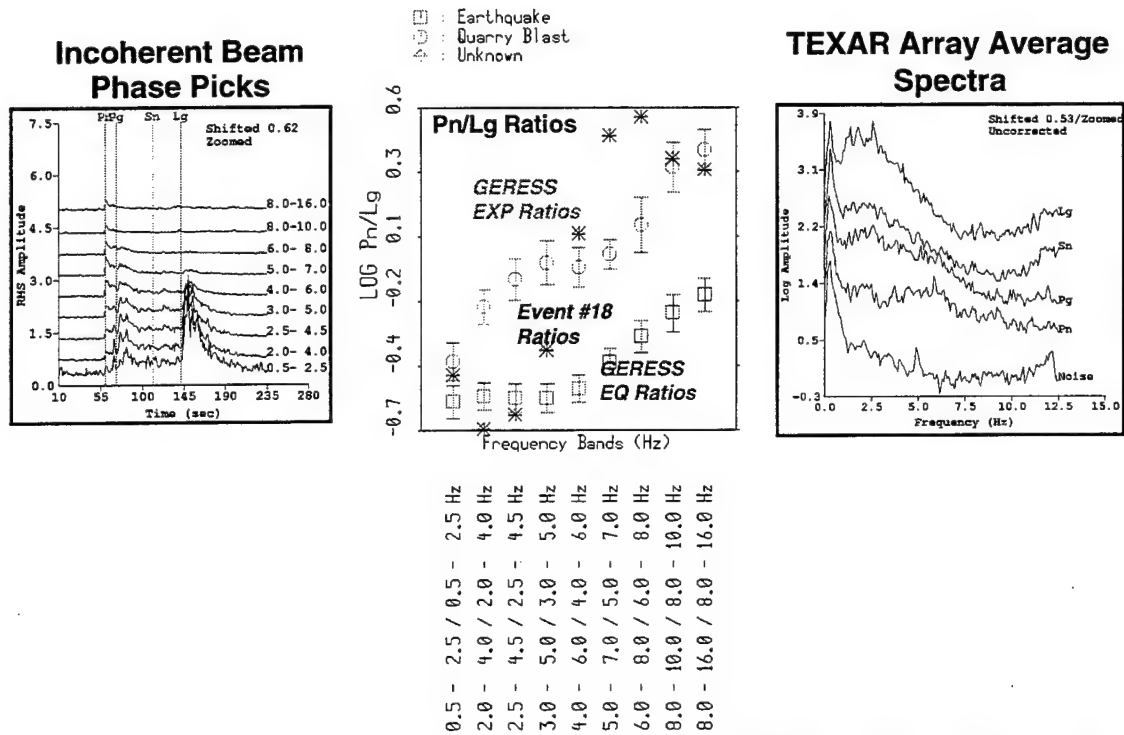 □ : Earthquake
○ : Quarry Blast
◇ : Unknown
Incoherent Beam
Phase Picks
TEXAR Array Average
Spectra
7.5
6.0
4.5
3.0
1.5
0.0
RHS Amplitude
Pn Pg Sn Lg
Shifted 0.62
Zoomed
8.0-16.0
8.0-10.0
6.0- 8.0
5.0- 7.0
4.0- 6.0
3.0- 5.0
2.5- 4.5
2.0- 4.0
0.5- 2.5
10 55 100 145 190 235 280
Time (sec)
0.6
0.3
0.1
-0.2
-0.4
-0.7
LOG Pn/Lg
Pn/Lg Ratios
GERESS
EXP Ratios
Event #18
Ratios
GERESS
EQ Ratios
Frequency Bands (Hz)
0.5 - 2.5 / 0.5 - 2.5 Hz
2.0 - 4.0 / 2.0 - 4.0 Hz
2.5 - 4.5 / 2.5 - 4.5 Hz
3.0 - 5.0 / 3.0 - 5.0 Hz
4.0 - 6.0 / 4.0 - 6.0 Hz
5.0 - 7.0 / 5.0 - 7.0 Hz
6.0 - 8.0 / 6.0 - 8.0 Hz
8.0 - 10.0 / 8.0 - 10.0 Hz
8.0 - 16.0 / 8.0 - 16.0 Hz
3.9
3.1
2.2
1.4
0.5
-0.3
Log Amplitude
Shifted 0.53/Zoomed
Uncorrected
Lg
Sn
Pg
Pn
Noise
0.0 2.5 5.0 7.5 10.0 12.5 15.0
Frequency (Hz)